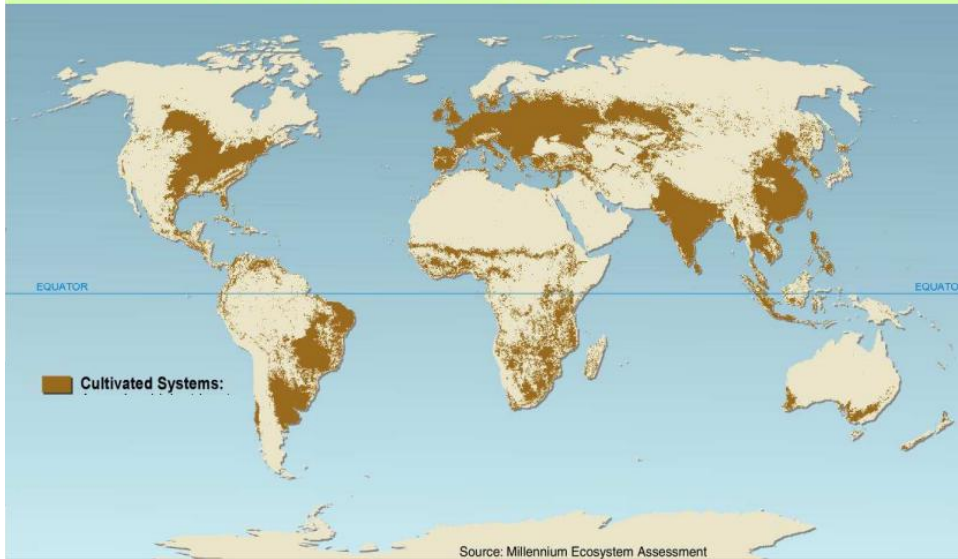 EQUATOR
EQUATO
Cultivated Systems:
Source: Millennium Ecosystem Assessment